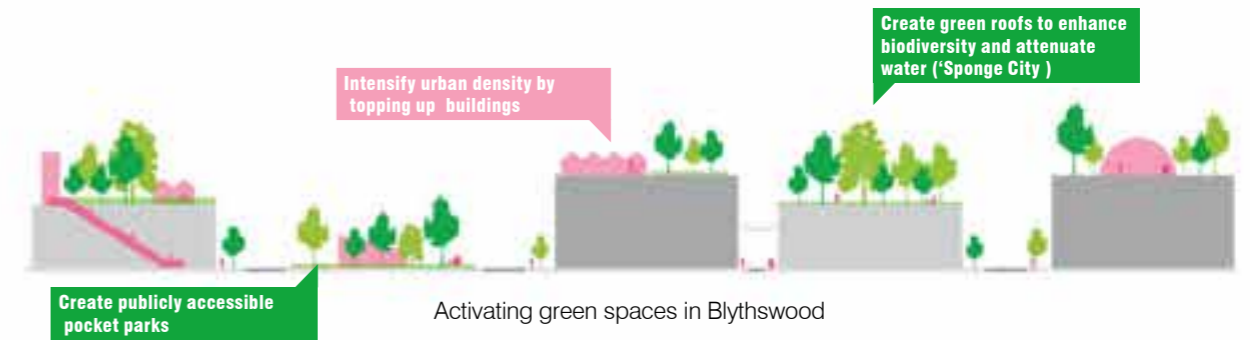 Create green roofs to enhance
biodiversity and attenuate
water (‘Sponge City )
Intensify urban density by
topping up buildings
Create publicly accessible
pocket parks
Activating green spaces in Blythswood